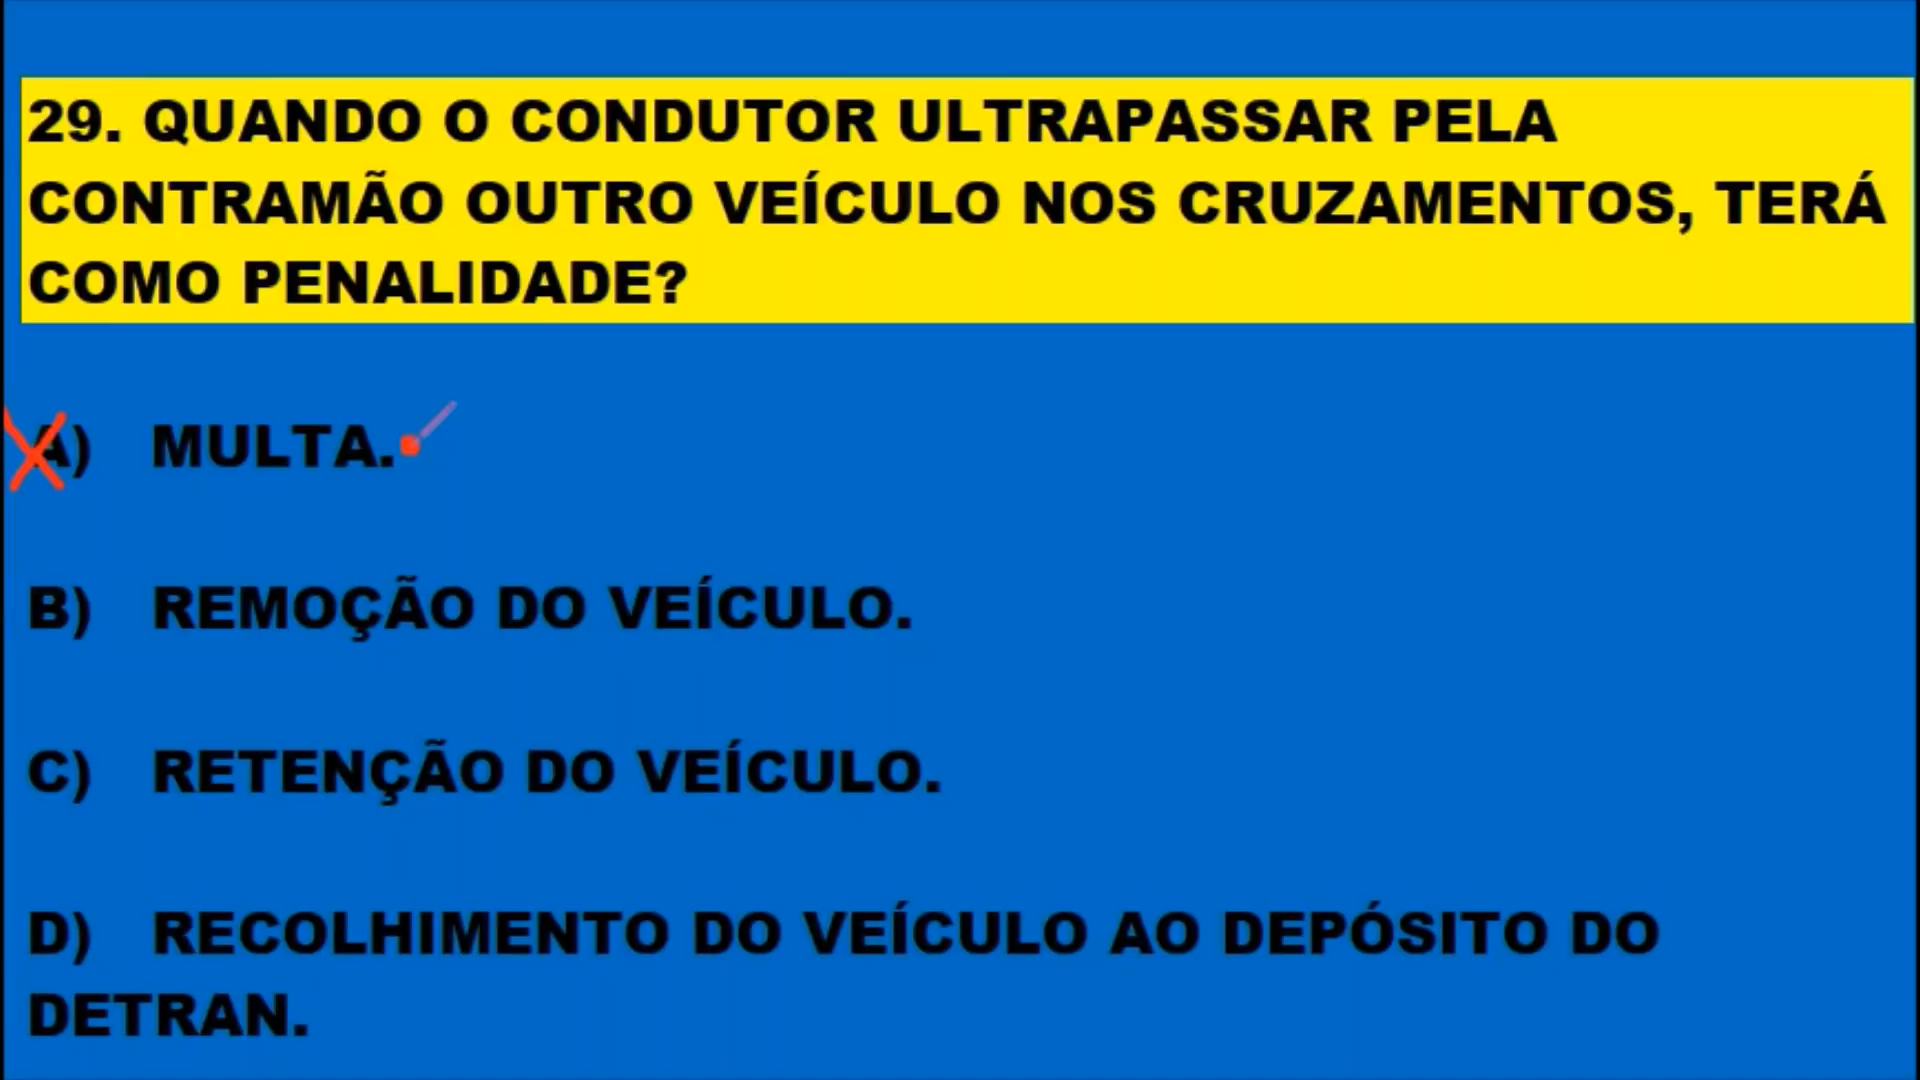 29. QUANDO O CONDUTOR ULTRAPASSAR PELA
CONTRAMÃO OUTRO VEÍCULO NOS CRUZAMENTOS, TERÁ
COMO PENALIDADE?
A) MULTA.
B) REMOÇÃO DO VEÍCULO.
C) RETENÇÃO DO VEÍCULO.
D) RECOLHIMENTO DO VEÍCULO AO DEPÓSITO DO
DETRAN.